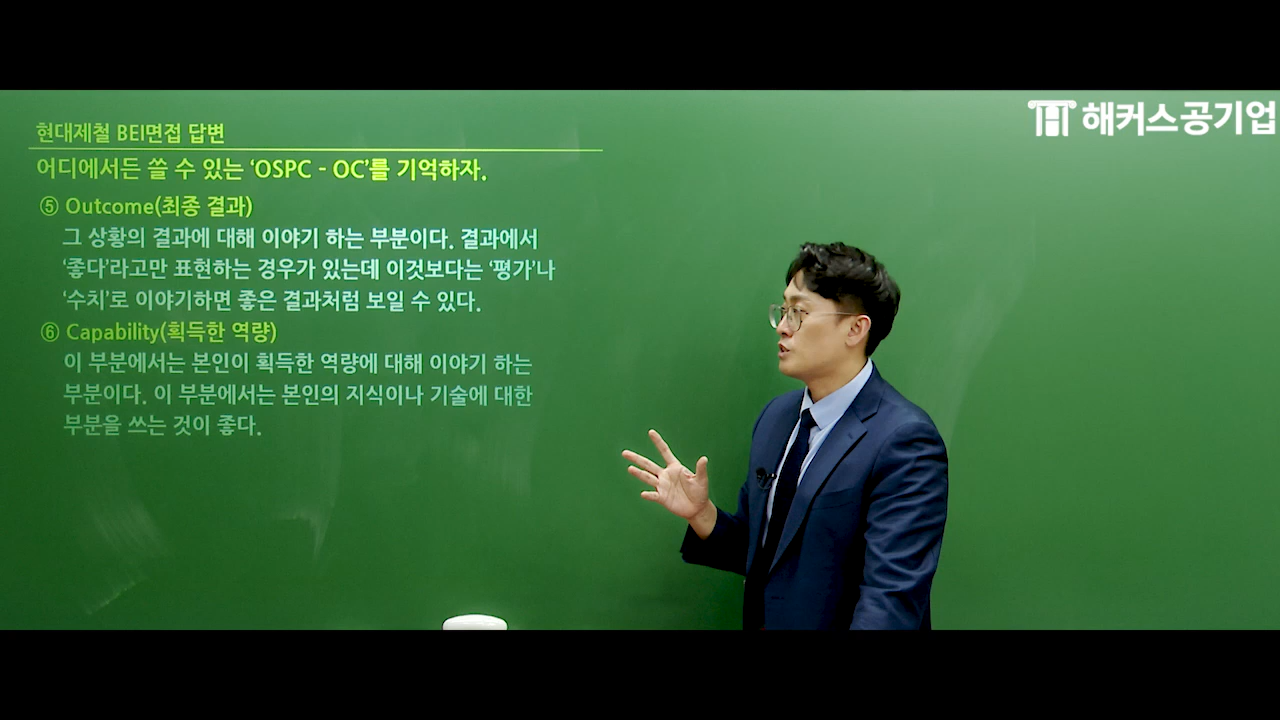 해커스공기업
현대제철 BEI면접 답변
어디에서든 쓸 수 있는 ‘OSPC - OC’를 기억하자.
⑤ Outcome(최종 결과)
그 상황의 결과에 대해 이야기 하는 부분이다. 결과에서
‘좋다’라고만 표현하는 경우가 있는데 이것보다는 ‘평가’나
‘수치’로 이야기하면 좋은 결과처럼 보일 수 있다.
⑥ Capability(획득한 역량)
이 부분에서는 본인이 획득한 역량에 대해 이야기 하는
부분이다. 이 부분에서는 본인의 지식이나 기술에 대한
부분을 쓰는 것이 좋다.